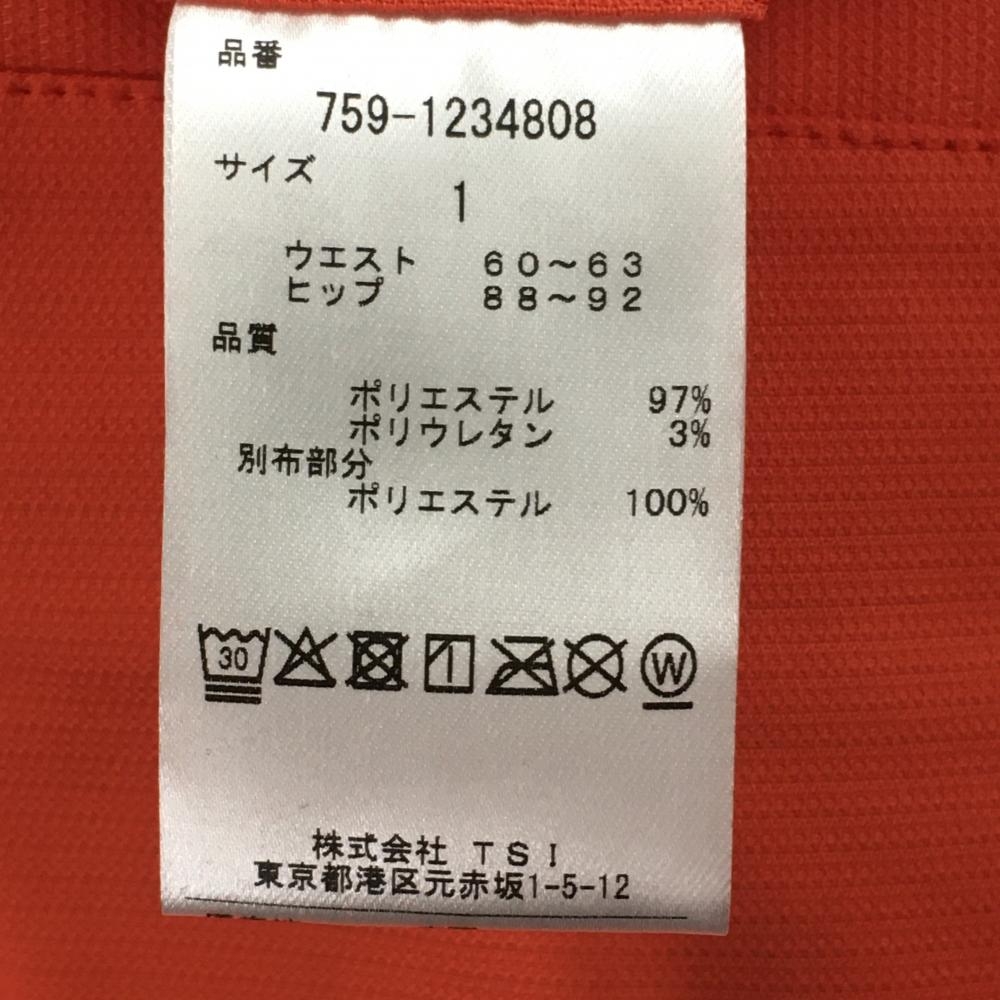 品番
759-1234808
サイズ
1
ウエスト 60～63
ヒップ 88～92
品質
ポリエステル 97%
ポリウレタン 3%
別布部分
ポリエステル 100%
30
W
株式会社 TSI
東京都港区元赤坂1-5-12